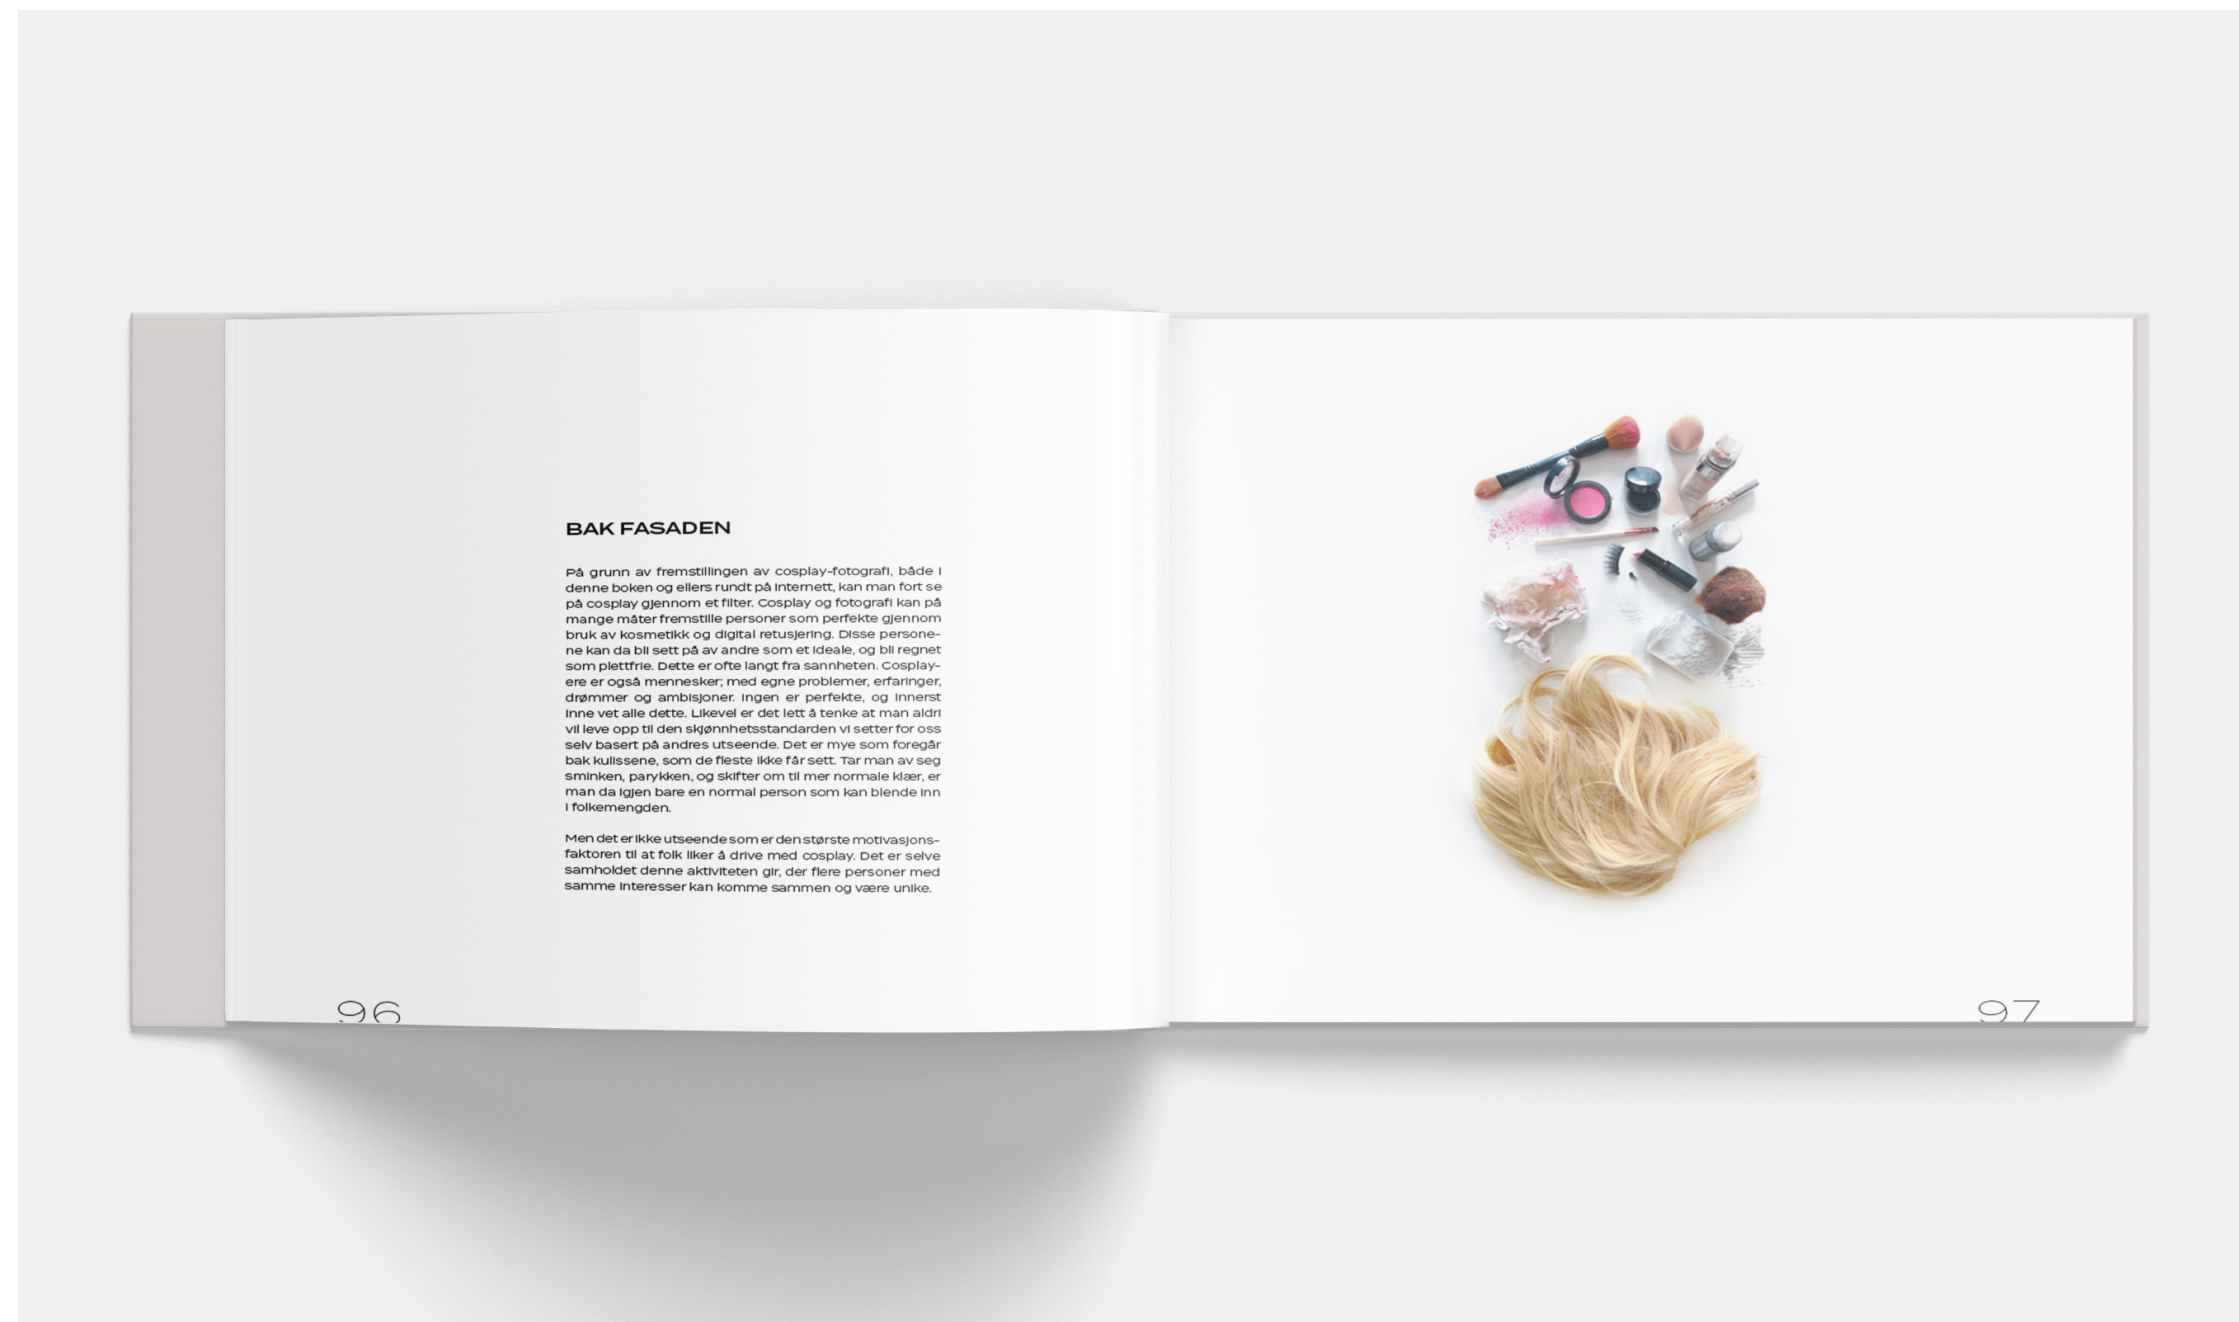 BAK FASADEN
På grunn av fremstillingen av cosplay-fotografi, både i
denne boken og ellers rundt på internett, kan man fort se
på cosplay gjennom et filter. Cosplay og fotografi kan på
mange måter fremstille personer som perfekte gjennom
bruk av kosmetikk og digital retusjering. Disse persone-
ne kan da bli sett på av andre som et ideale, og bli regnet
som plettfrie. Dette er ofte langt fra sannheten. Cosplay-
ere er også mennesker; med egne problemer, erfaringer,
drømmer og ambisjoner. Ingen er perfekte, og innerst
inne vet alle dette. Likevel er det lett å tenke at man aldri
vil leve opp til den skjønnhetsstandarden vi setter for oss
selv basert på andres utseende. Det er mye som foregår
bak kulissene, som de fleste ikke får sett. Tar man av seg
sminken, parykken, og skifter om til mer normale klær, er
man da igjen bare en normal person som kan blende inn
i folkemengden.
Men det er ikke utseende som er den største motivasjons-
faktoren til at folk liker å drive med cosplay. Det er selve
samholdet denne aktiviteten gir, der flere personer med
samme interesser kan komme sammen og være unike.
96
97